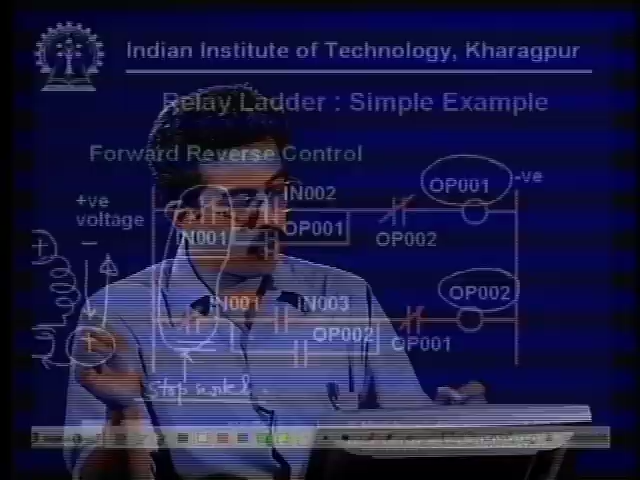 Indian Institute of Technology, Kharagpur
Relay Ladder : Simple Example
Forward Reverse Control
+ve
voltage
IN002
OP001
-ve
IN001
OP001
OP002
IN001
IN003
OP002
OP002
OP001
+
-
+